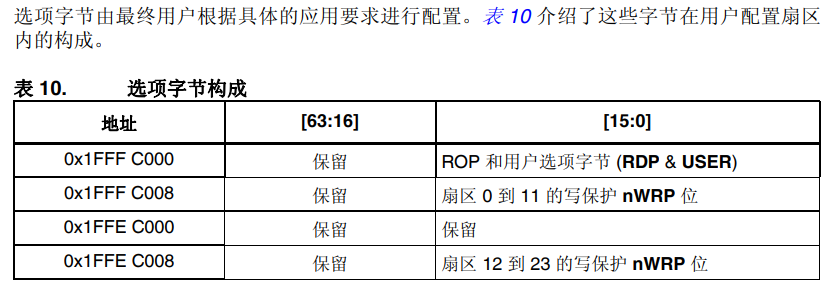 选项字节由最终用户根据具体的应用要求进行配置。表 10 介绍了这些字节在用户配置扇区
内的构成。
表 10. 选项字节构成
地址 [63:16] [15:0]
0x1FFF C000 保留 ROP 和用户选项字节 (RDP & USER)
0x1FFF C008 保留 扇区 0 到 11 的写保护 nWRP 位
0x1FFE C000 保留 保留
0x1FFE C008 保留 扇区 12 到 23 的写保护 nWRP 位